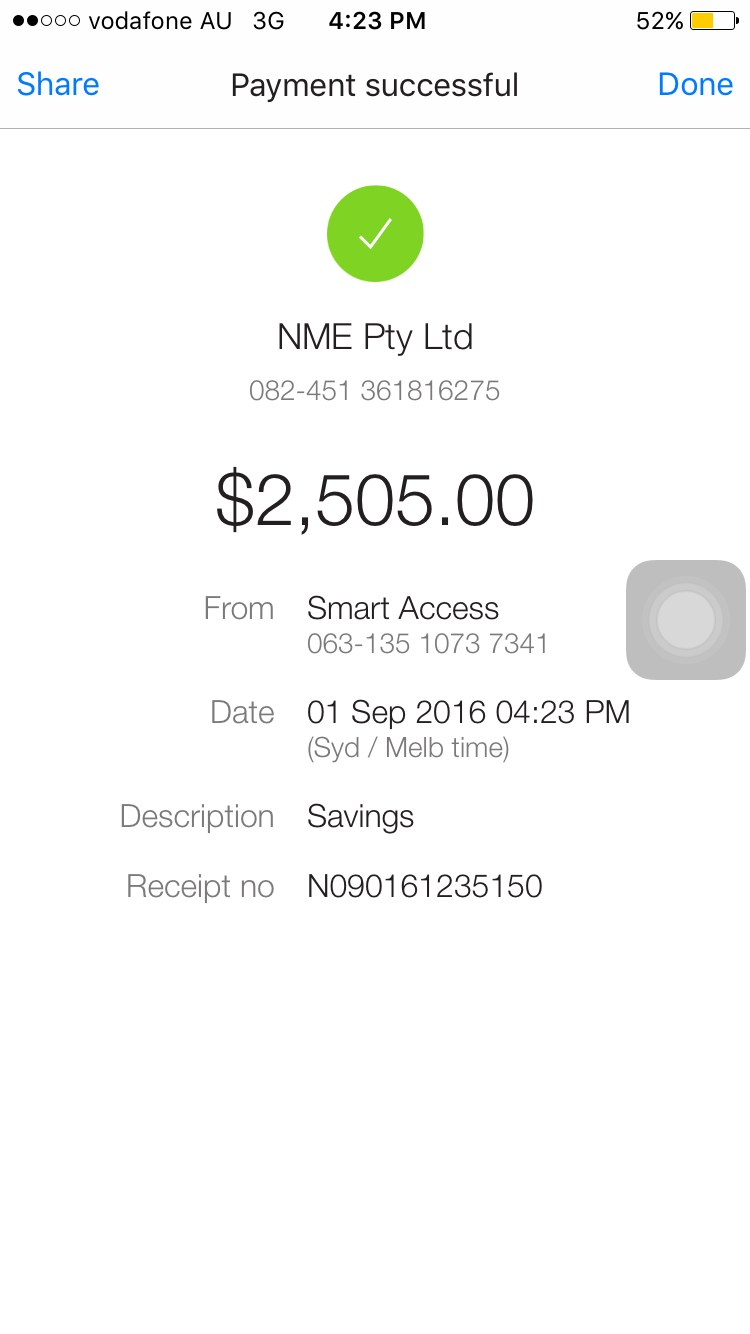 vodafone AU 3G 4:23 PM 52%
Share Payment successful Done
NME Pty Ltd
082-451 361816275
$2,505.00
From Smart Access
063-135 1073 7341
Date 01 Sep 2016 04:23 PM
(Syd / Melb time)
Description Savings
Receipt no N090161235150